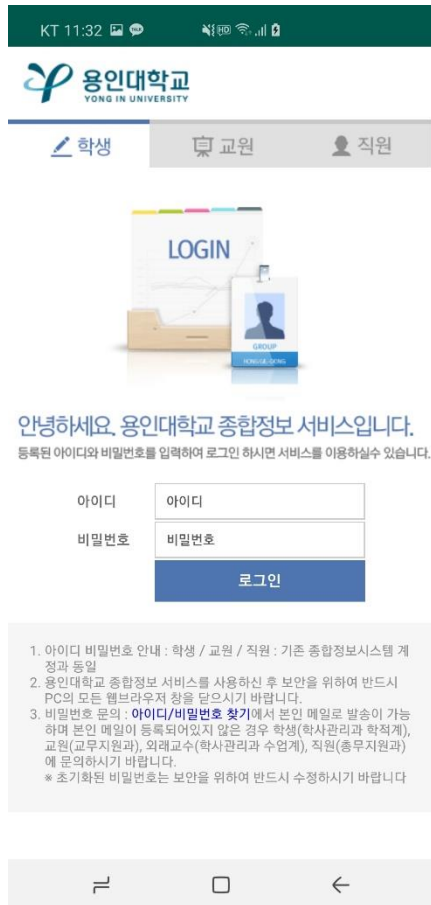 KT 11:32
용인대학교
YONG IN UNIVERSITY
학생 교원 직원
LOGIN
GROUP
HONG GIL-DONG
안녕하세요. 용인대학교 종합정보 서비스입니다.
등록된 아이디와 비밀번호를 입력하여 로그인 하시면 서비스를 이용하실수 있습니다.
아이디 아이디
비밀번호 비밀번호
로그인
1. 아이디 비밀번호 안내 : 학생 / 교원 / 직원 : 기존 종합정보시스템 계
정과 동일
2. 용인대학교 종합정보 서비스를 사용하신 후 보안을 위하여 반드시
PC의 모든 웹브라우저 창을 닫으시기 바랍니다.
3. 비밀번호 문의 : 아이디/비밀번호 찾기에서 본인 메일로 발송이 가능
하며 본인 메일이 등록되어있지 않은 경우 학생(학사관리과 학적계),
교원(교무지원과), 외래교수(학사관리과 수업계), 직원(총무지원과)
에 문의하시기 바랍니다.
※ 초기화된 비밀번호는 보안을 위하여 반드시 수정하시기 바랍니다